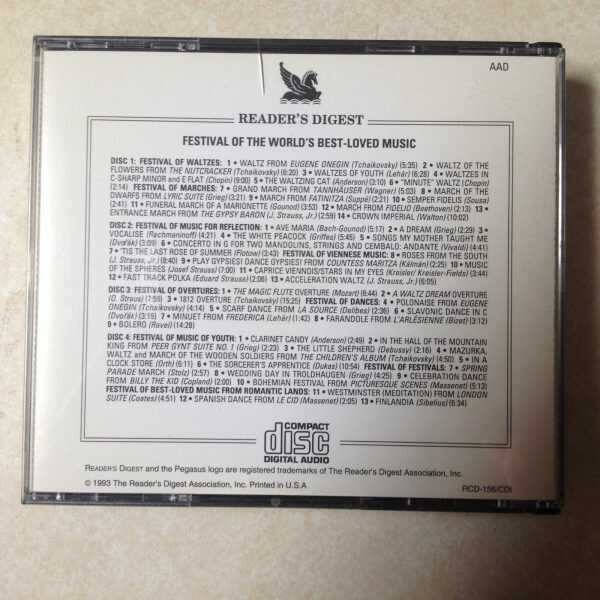 AAD
READER'S DIGEST
FESTIVAL OF THE WORLD'S BEST-LOVED MUSIC
DISC 1: FESTIVAL OF WALTZES: 1 • WALTZ FROM EUGENE ONEGIN (Tchaikovsky) (5:35) 2 • WALTZ OF THE
FLOWERS FROM THE NUTCRACKER (Tchaikovsky) (6:20) 3 • WALTZES OF YOUTH (Lehár) (6:28) 4 • WALTZES IN
C-SHARP MINOR and E FLAT (Chopin) (9:00) 5 • THE WALTZING CAT (Anderson) (3:10) 6 • "MINUTE" WALTZ (Chopin)
(2:14) FESTIVAL OF MARCHES: 7 • GRAND MARCH FROM TANNHÄUSER (Wagner) (5:03) 8 • MARCH OF THE
DWARFS FROM LYRIC SUITE (Grieg) (3:21) 9 • MARCH FROM FATINITZA (Suppé) (2:21) 10 • SEMPER FIDELIS (Sousa)
(2:41) 11 • FUNERAL MARCH OF A MARIONETTE (Gounod) (3:53) 12 • MARCH FROM FIDELIO (Beethoven) (2:13) 13 •
ENTRANCE MARCH FROM THE GYPSY BARON (J. Strauss, Jr.) (2:59) 14 • CROWN IMPERIAL (Walton) (10:02)
DISC 2: FESTIVAL OF MUSIC FOR REFLECTION: 1 • AVE MARIA (Bach-Gounod) (5:17) 2 • A DREAM (Grieg) (2:29) 3 •
VOCALISE (Rachmaninoff) (4:21) 4 • THE WHITE PEACOCK (Griffes) (5:45) 5 • SONGS MY MOTHER TAUGHT ME
(Dvořák) (3:09) 6 • CONCERTO IN G FOR TWO MANDOLINS, STRINGS AND CEMBALO: ANDANTE (Vivaldi) (4:41)
7 • 'TIS THE LAST ROSE OF SUMMER (Flotow) (3:43) FESTIVAL OF VIENNESE MUSIC: 8 • ROSES FROM THE SOUTH
(J. Strauss, Jr.) (8:40) 9 • PLAY GYPSIES! DANCE GYPSIES! FROM COUNTESS MARITZA (Kálmán) (2:25) 10 • MUSIC
OF THE SPHERES (Josef Strauss) (7:00) 11 • CAPRICE VIENNOIS/STARS IN MY EYES (Kreisler/ Kreisler-Fields) (3:44)
12 • FAST TRACK POLKA (Eduard Strauss) (2:06) 13 • ACCELERATION WALTZ (J. Strauss, Jr.) (6:05)
DISC 3: FESTIVAL OF OVERTURES: 1 • THE MAGIC FLUTE OVERTURE (Mozart) (6:44) 2 • A WALTZ DREAM OVERTURE
(O. Straus) (7:59) 3 • 1812 OVERTURE (Tchaikovsky) (15:25) FESTIVAL OF DANCES: 4 • POLONAISE FROM EUGENE
ONEGIN (Tchaikovsky) (4:14) 5 • SCARF DANCE FROM LA SOURCE (Delibes) (2:36) 6 • SLAVONIC DANCE IN C
(Dvořák) (3:19) 7 • MINUET FROM FREDERICA (Lehár) (1:42) 8 • FARANDOLE FROM L'ARLÉSIENNE (Bizet) (3:12)
9 • BOLERO (Ravel) (14:28)
DISC 4: FESTIVAL OF MUSIC OF YOUTH: 1 • CLARINET CANDY (Anderson) (2:49) 2 • IN THE HALL OF THE MOUNTAIN
KING FROM PEER GYNT SUITE NO. 1 (Grieg) (2:21) 3 • THE LITTLE SHEPHERD (Debussy) (2:16) 4 • MAZURKA,
WALTZ and MARCH OF THE WOODEN SOLDIERS FROM THE CHILDREN'S ALBUM (Tchaikovsky) (4:50) 5 • IN A
CLOCK STORE (Orth) (6:11) 6 • THE SORCERER'S APPRENTICE (Dukas) (10:54) FESTIVAL OF FESTIVALS: 7 • SPRING
PARADE MARCH (Stolz) (2:57) 8 • WEDDING DAY IN TROLDHAUGEN (Grieg) (4:25) 9 • CELEBRATION DANCE
FROM BILLY THE KID (Copland) (2:00) 10 • BOHEMIAN FESTIVAL FROM PICTURESQUE SCENES (Massenet) (5:13)
FESTIVAL OF BEST-LOVED MUSIC FROM ROMANTIC LANDS: 11 • WESTMINSTER (MEDITATION) FROM LONDON
SUITE (Coates) (4:51) 12 • SPANISH DANCE FROM LE CID (Massenet) (2:05) 13 • FINLANDIA (Sibelius) (8:34)
COMPACT
disc
DIGITAL AUDIO
READER'S DIGEST and the Pegasus logo are registered trademarks of The Reader's Digest Association, Inc.
© 1993 The Reader's Digest Association, Inc. Printed in U.S.A
RCD-156/CDI